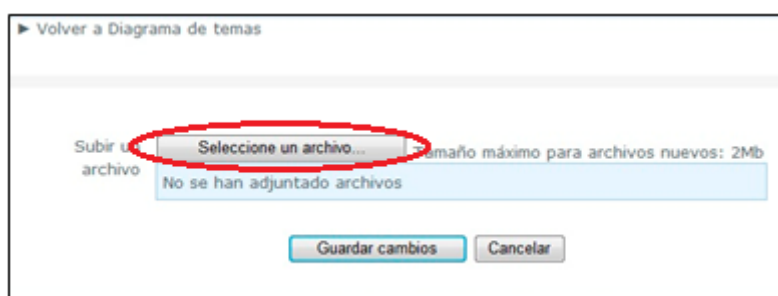 ► Volver a Diagrama de temas
Subir un archivo
Seleccione un archivo... Tamaño máximo para archivos nuevos: 2Mb
No se han adjuntado archivos
Guardar cambios Cancelar